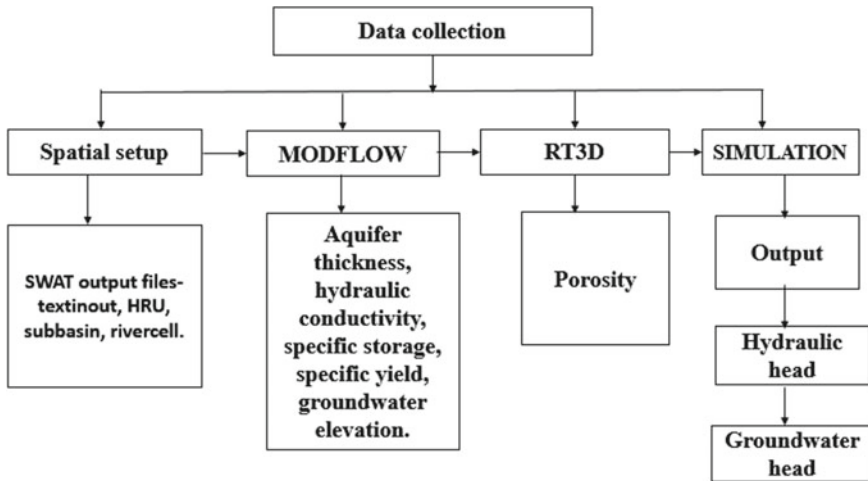 Data collection
Spatial setup
MODFLOW
RT3D
SIMULATION
SWAT output files-
textinout, HRU,
subbasin, rivercell.
Aquifer
thickness,
hydraulic
conductivity,
specific storage,
specific yield,
groundwater
elevation.
Porosity
Output
Hydraulic
head
Groundwater
head